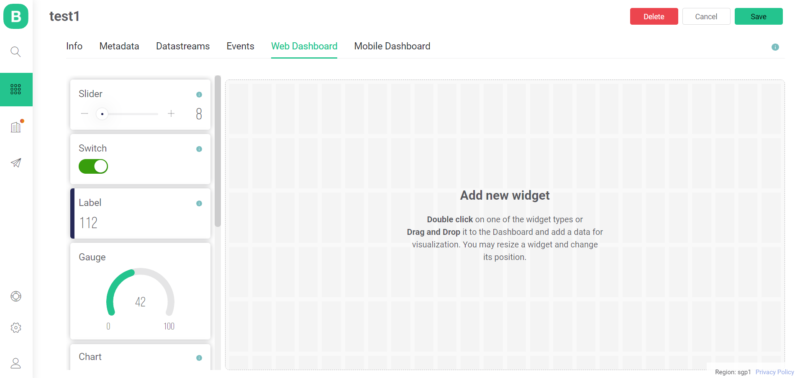 B
test1
Delete
Cancel
Save
Info
Metadata
Datastreams
Events
Web Dashboard
Mobile Dashboard
Slider
8
Switch
Label
112
Gauge
42
0
100
Chart
Add new widget
Double click on one of the widget types or
Drag and Drop it to the Dashboard and add a data for
visualization. You may resize a widget and change
its position.
Region: sgp1
Privacy Policy